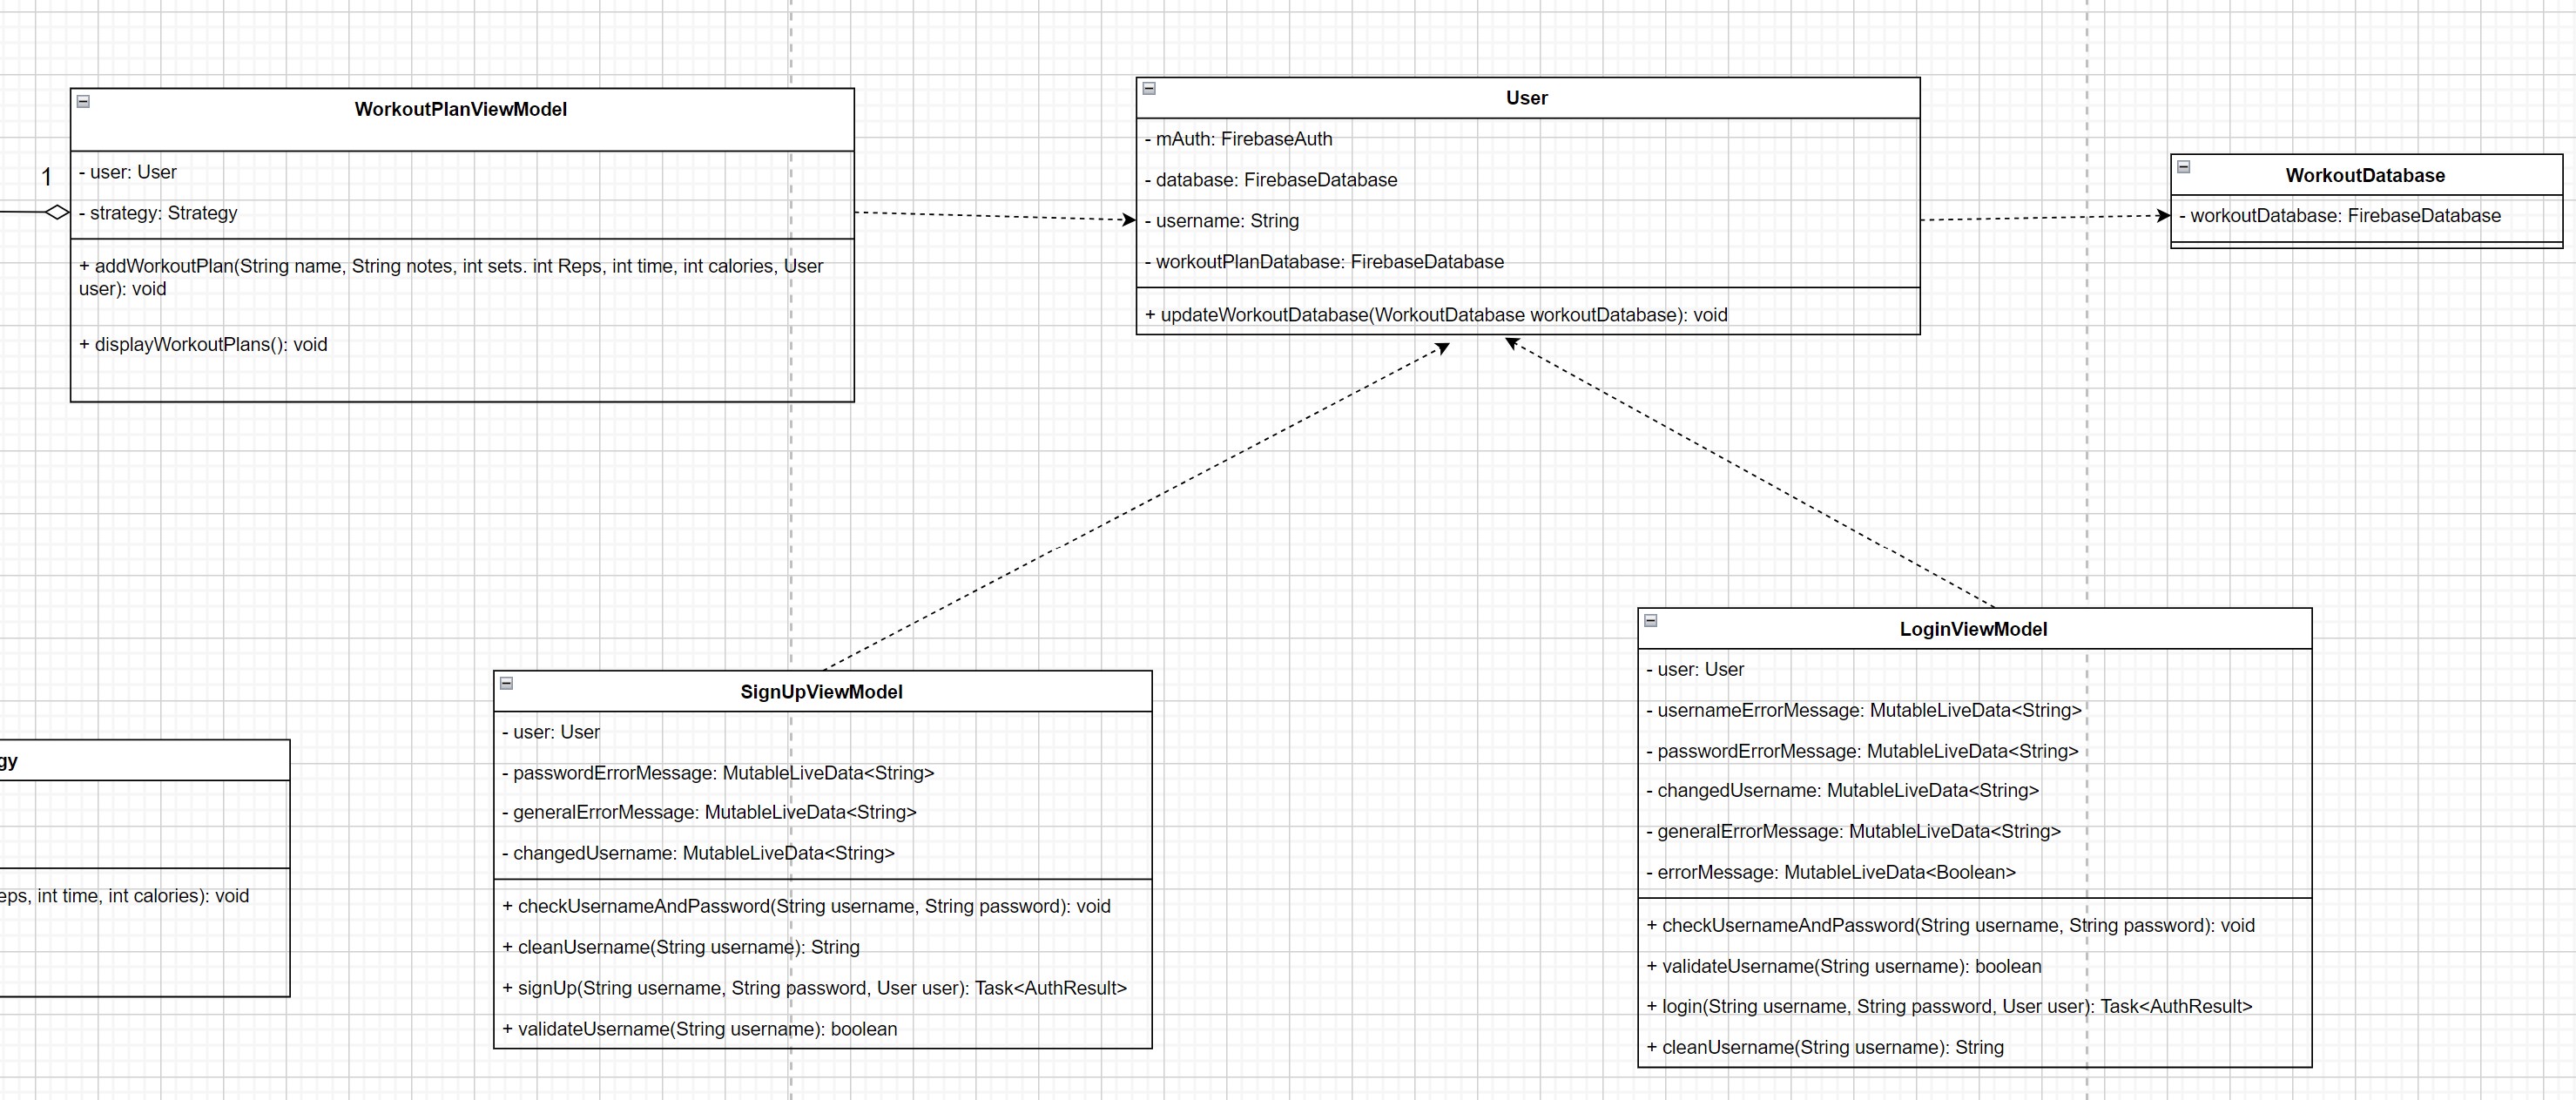 WorkoutPlanViewModel
- user: User
1
- strategy: Strategy
+ addWorkoutPlan(String name, String notes, int sets. int Reps, int time, int calories, User
user): void
+ displayWorkoutPlans(): void
User
- mAuth: FirebaseAuth
- database: FirebaseDatabase
- username: String
- workoutPlanDatabase: FirebaseDatabase
+ updateWorkoutDatabase(WorkoutDatabase workoutDatabase): void
WorkoutDatabase
- workoutDatabase: FirebaseDatabase
gy
eps, int time, int calories): void
SignUpViewModel
- user: User
- passwordErrorMessage: MutableLiveData<String>
- generalErrorMessage: MutableLiveData<String>
- changedUsername: MutableLiveData<String>
+ checkUsernameAndPassword(String username, String password): void
+ cleanUsername(String username): String
+ signUp(String username, String password, User user): Task<AuthResult>
+ validateUsername(String username): boolean
LoginViewModel
- user: User
- usernameErrorMessage: MutableLiveData<String>
- passwordErrorMessage: MutableLiveData<String>
- changedUsername: MutableLiveData<String>
- generalErrorMessage: MutableLiveData<String>
- errorMessage: MutableLiveData<Boolean>
+ checkUsernameAndPassword(String username, String password): void
+ validateUsername(String username): boolean
+ login(String username, String password, User user): Task<AuthResult>
+ cleanUsername(String username): String